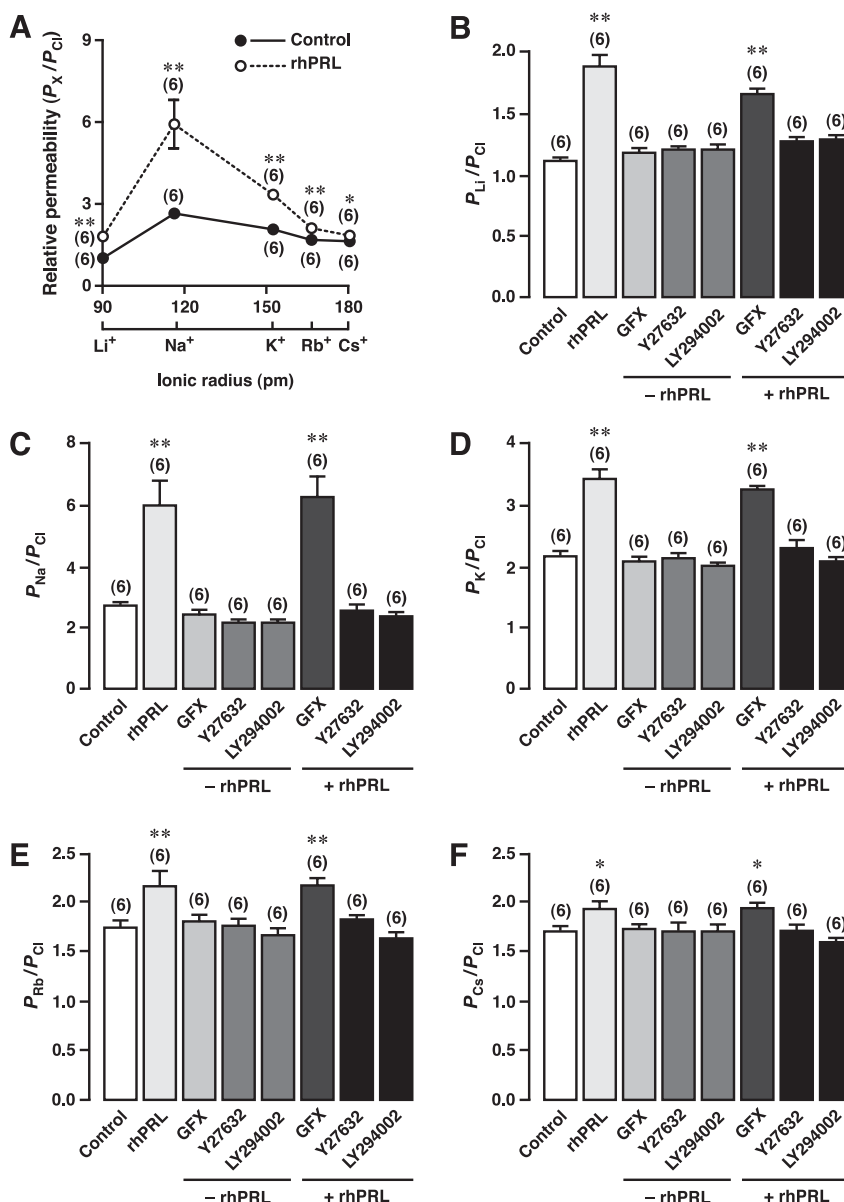 A
Control
rhPRL
Relative permeability (PX/PCl)
9
6
3
0
**
(6)
**
(6)
**
(6)
**
(6)
*
(6)
(6)
(6)
(6)
(6)
(6)
90 120 150 180
Li+ Na+ K+ Rb+ Cs+
Ionic radius (pm)
B
PLi/PCl
2.0
1.5
1.0
0.5
0.0
** **
(6) (6) (6) (6) (6) (6) (6) (6)
Control rhPRL GFX Y27632 LY294002 GFX Y27632 LY294002
– rhPRL + rhPRL
C
PNa/PCl
8
6
4
2
0
** **
(6) (6) (6) (6) (6) (6) (6) (6)
Control rhPRL GFX Y27632 LY294002 GFX Y27632 LY294002
– rhPRL + rhPRL
D
PK/PCl
4
3
2
1
0
** **
(6) (6) (6) (6) (6) (6) (6) (6)
Control rhPRL GFX Y27632 LY294002 GFX Y27632 LY294002
– rhPRL + rhPRL
E
PRb/PCl
2.5
2.0
1.5
1.0
0.5
0.0
** **
(6) (6) (6) (6) (6) (6) (6) (6)
Control rhPRL GFX Y27632 LY294002 GFX Y27632 LY294002
– rhPRL + rhPRL
F
PCs/PCl
2.5
2.0
1.5
1.0
0.5
0.0
* *
(6) (6) (6) (6) (6) (6) (6) (6)
Control rhPRL GFX Y27632 LY294002 GFX Y27632 LY294002
– rhPRL + rhPRL